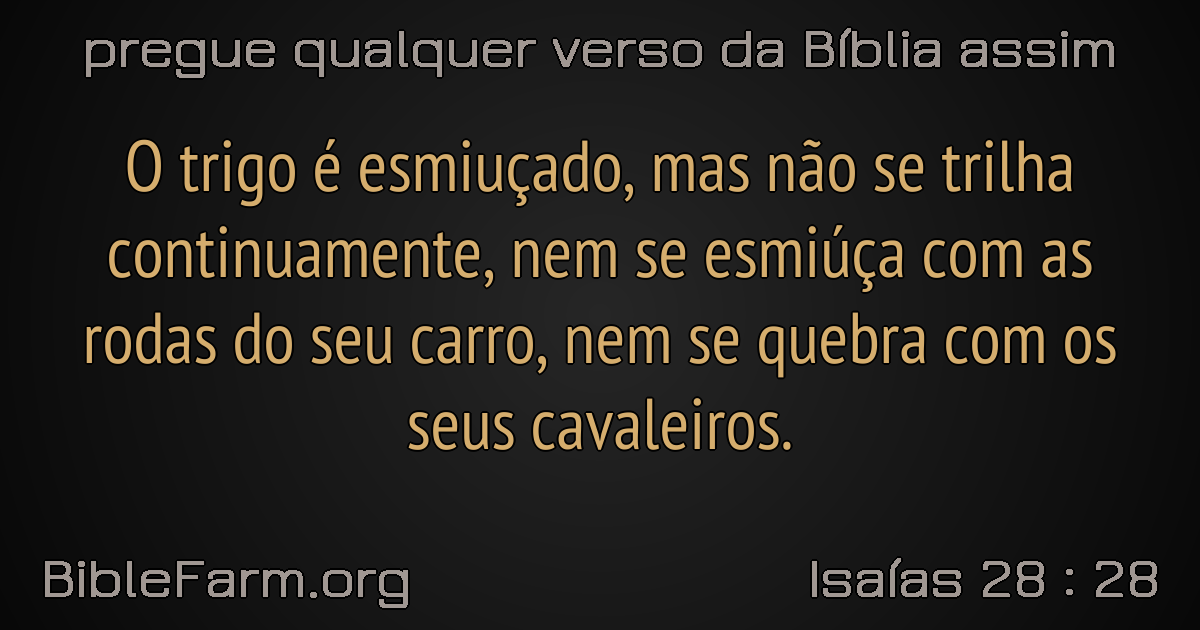 pregue qualquer verso da Bíblia assim
O trigo é esmiuçado, mas não se trilha
continuamente, nem se esmiúça com as
rodas do seu carro, nem se quebra com os
seus cavaleiros.
BibleFarm.org
Isaías 28 : 28